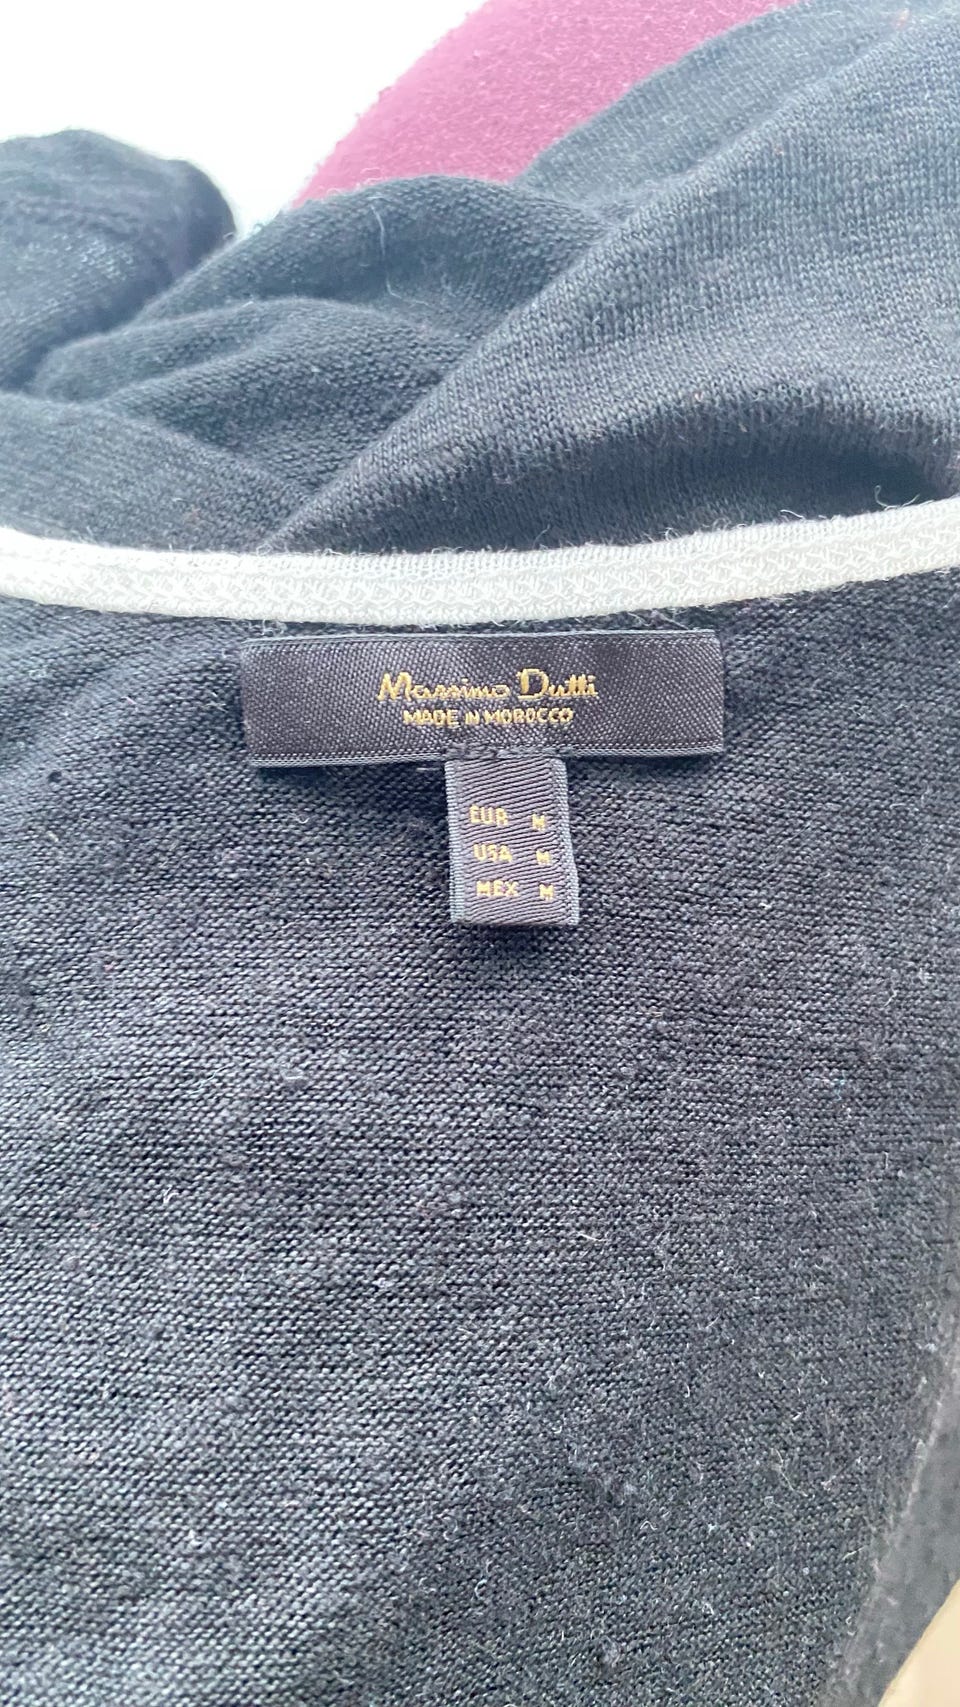 Massimo Dutti
MADE IN MOROCCO
EUR M
USA M
MEX M